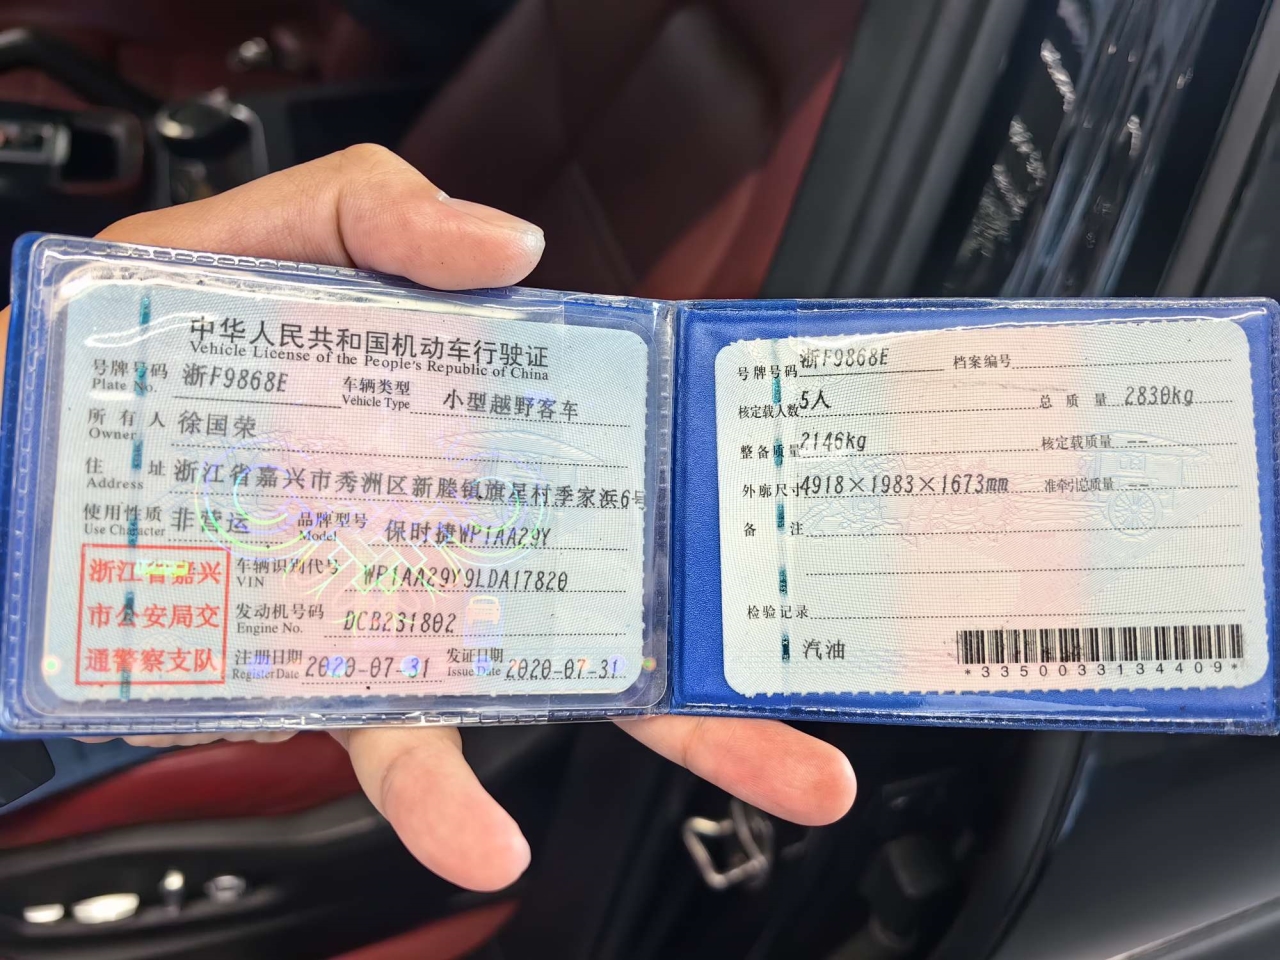 中华人民共和国机动车行驶证
Vehicle License of the People's Republic of China
号牌号码 浙F9868E 车辆类型 小型越野客车
Plate No. Vehicle Type
所有人 徐国荣
Owner
住址 浙江省嘉兴市秀洲区新塍镇旗星村季家浜6号
Address
使用性质 非营运 品牌型号 保时捷WP1AA29Y
Use Character Model
浙江省嘉兴
市公安局交
通警察支队
车辆识别代号 WP1AA29Y9LDA17820
VIN
发动机号码 DCB231802
Engine No.
注册日期 2020-07-31 发证日期 2020-07-31
Register Date Issue Date
号牌号码 浙F9868E 档案编号
核定载人数 5人 总质量 2830kg
整备质量 2146kg 核定载质量 --
外廓尺寸 4918×1983×1673mm 准牵引总质量 --
备注
检验记录
汽油
*3350033134409*